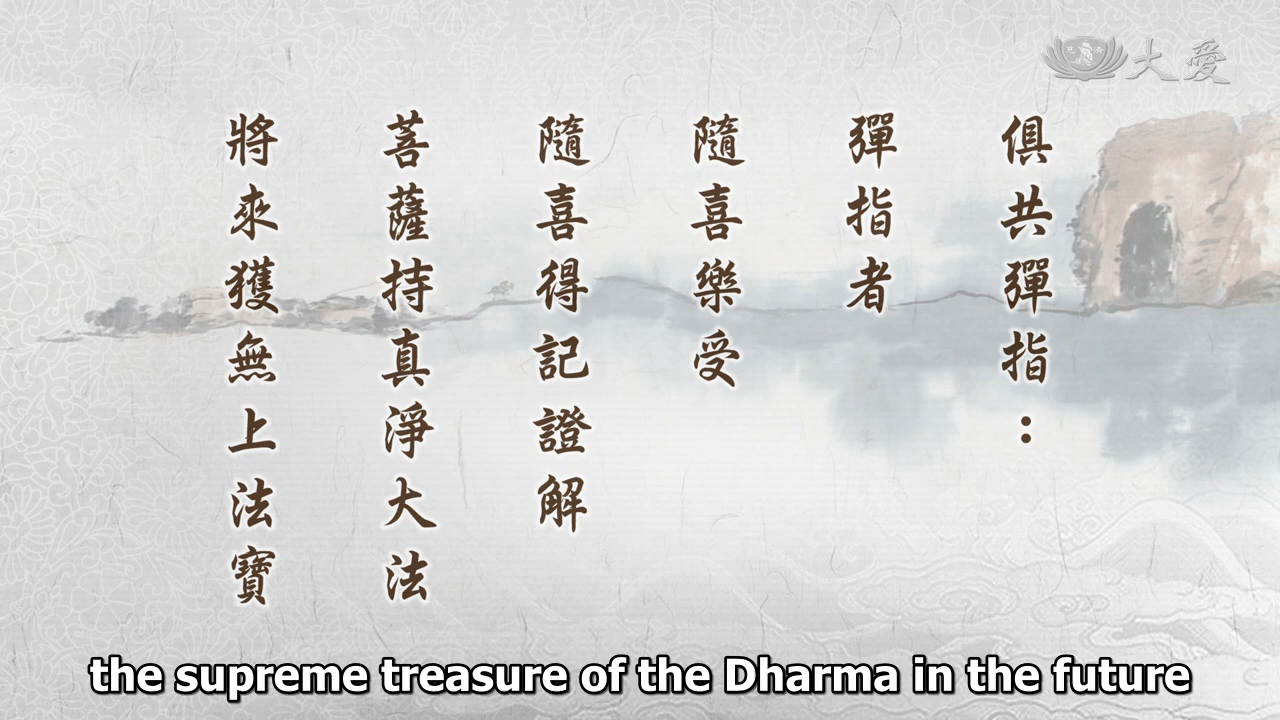 大愛
俱共彈指：
彈指者
隨喜樂受
隨喜得記證解
菩薩持真淨大法
將來獲無上法寶
the supreme treasure of the Dharma in the future